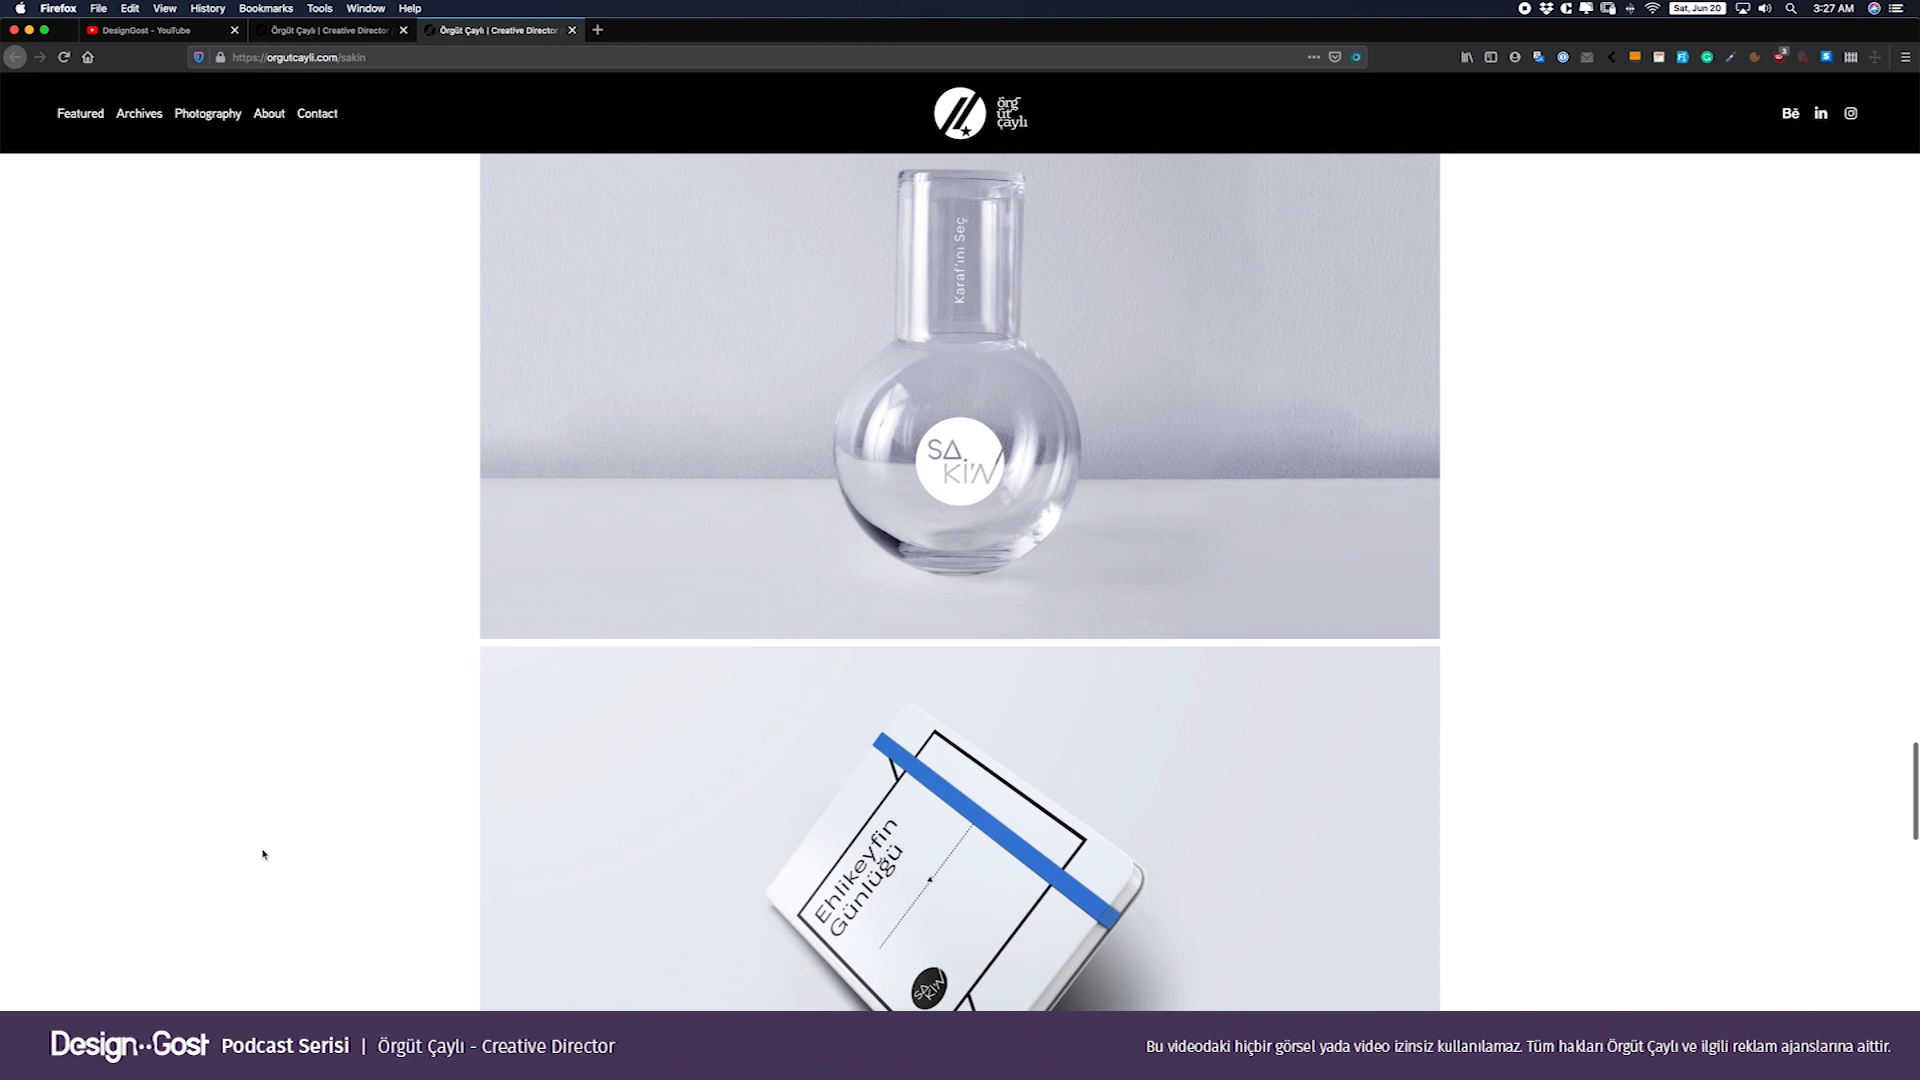 Firefox File Edit View History Bookmarks Tools Window Help
Sat, Jun 20
3:27 AM
DesignGost - YouTube
Örgüt Çaylı | Creative Director
Örgüt Çaylı | Creative Director
https://orgutcayli.com/sakin
3
Featured Archives Photography About Contact
örg
üt
çaylı
Bē in
Karaf'ını Seç
SA
Kİ'N
Ehlikeyfin
Günlüğü
SA
Kİ'N
Design··Gost Podcast Serisi | Örgüt Çaylı - Creative Director
Bu videodaki hiçbir görsel yada video izinsiz kullanılamaz. Tüm hakları Örgüt Çaylı ve ilgili reklam ajanslarına aittir.